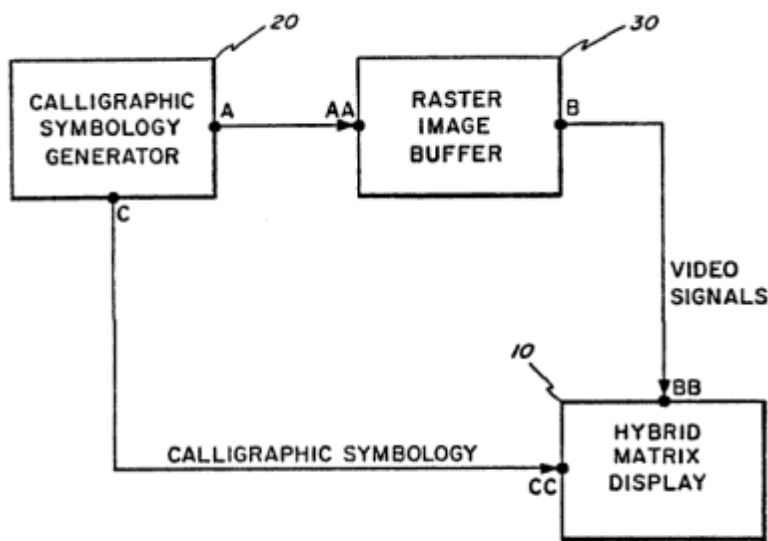 20
30
CALLIGRAPHIC
SYMBOLOGY
GENERATOR
A
AA
RASTER
IMAGE
BUFFER
B
C
VIDEO
SIGNALS
10
BB
CALLIGRAPHIC SYMBOLOGY
CC
HYBRID
MATRIX
DISPLAY